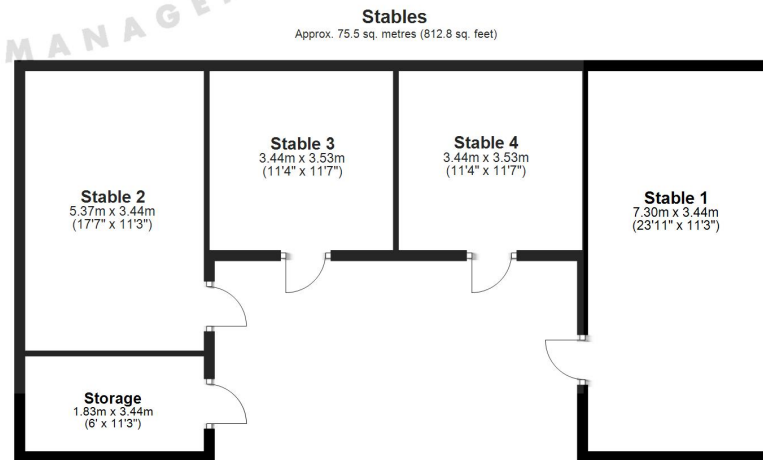 MANAGE
Stables
Approx. 75.5 sq. metres (812.8 sq. feet)
Stable 3
3.44m x 3.53m
(11'4" x 11'7")
Stable 4
3.44m x 3.53m
(11'4" x 11'7")
Stable 2
5.37m x 3.44m
(17'7" x 11'3")
Stable 1
7.30m x 3.44m
(23'11" x 11'3")
Storage
1.83m x 3.44m
(6' x 11'3")